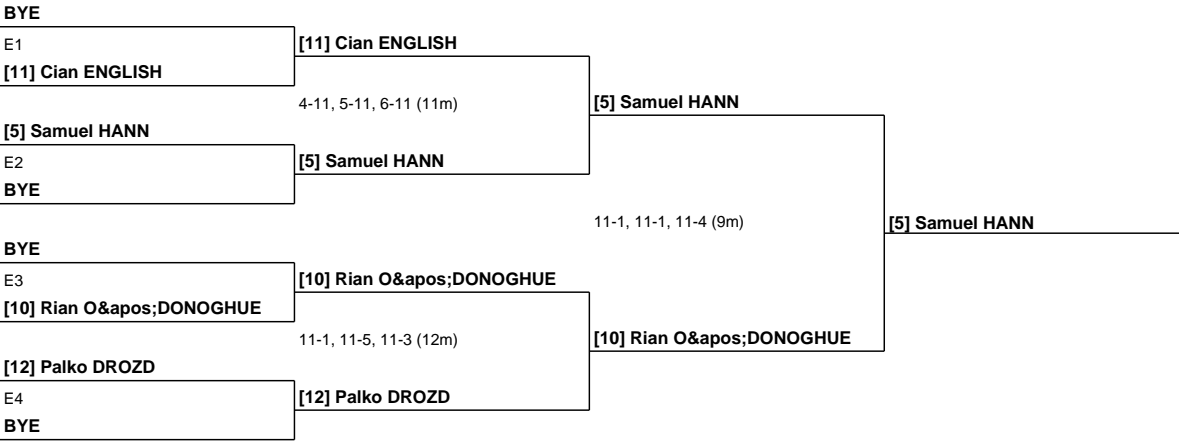 BYE
E1
[11] Cian ENGLISH
[11] Cian ENGLISH
4-11, 5-11, 6-11 (11m)
[5] Samuel HANN
[5] Samuel HANN
E2
[5] Samuel HANN
BYE
11-1, 11-1, 11-4 (9m)
[5] Samuel HANN
BYE
E3
[10] Rian O&apos;DONOGHUE
[10] Rian O&apos;DONOGHUE
11-1, 11-5, 11-3 (12m)
[10] Rian O&apos;DONOGHUE
[12] Palko DROZD
E4
[12] Palko DROZD
BYE